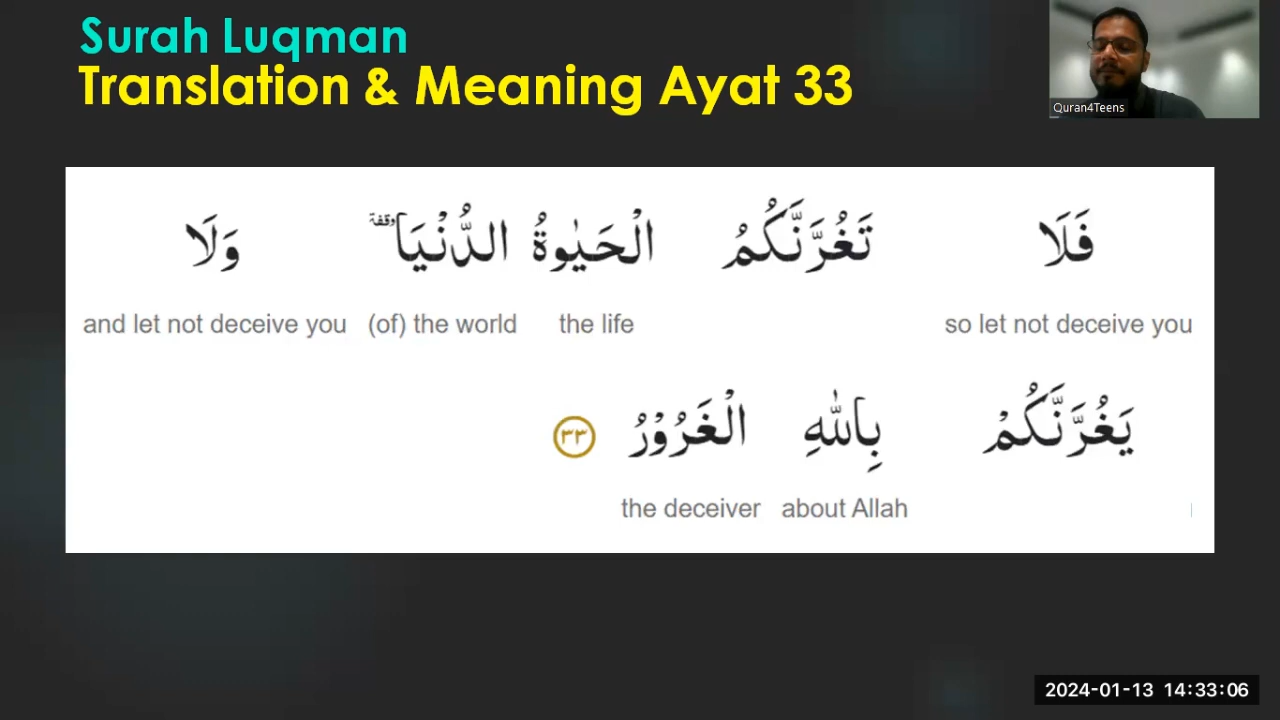 Surah Luqman
Translation & Meaning Ayat 33
Quran4Teens
فَلَا تَغُرَّنَّكُمُ الْحَيٰوةُ الدُّنْيَا ۥوقفة وَلَا
so let not deceive you the life (of) the world and let not deceive you
يَغُرَّنَّكُمْ بِاللّٰهِ الْغَرُوْرُ ٣٣
about Allah the deceiver
2024-01-13 14:33:06